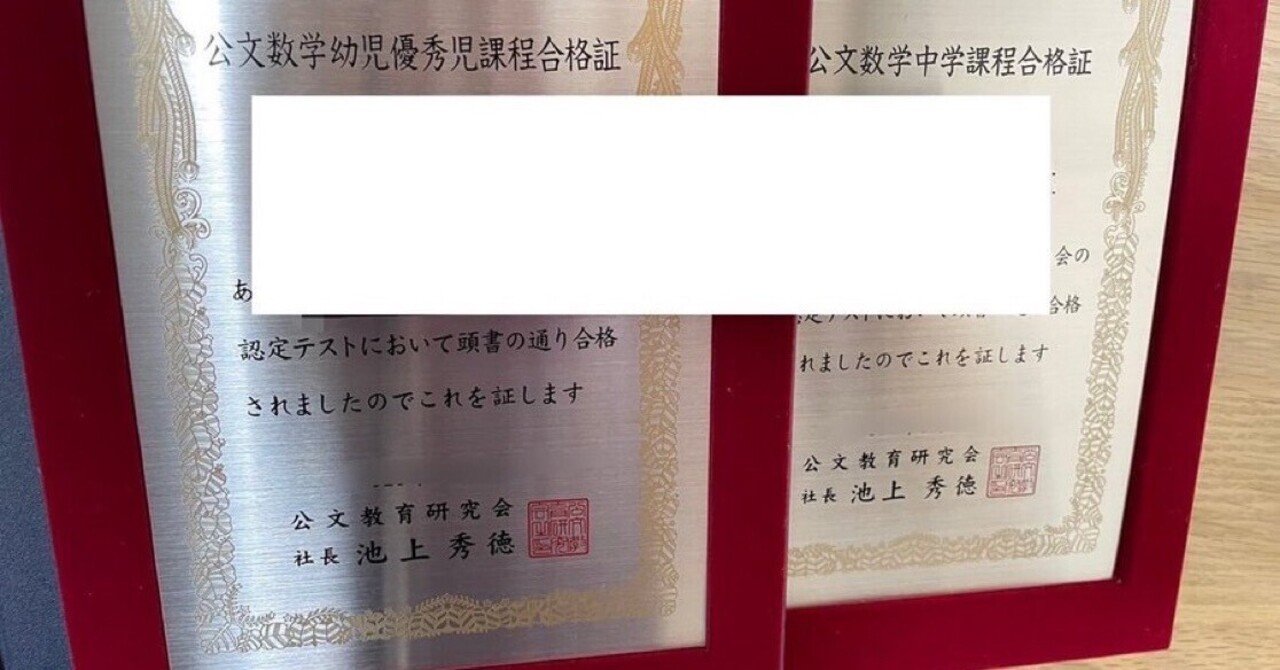 公文数学幼児優秀児課程合格証
あ
認定テストにおいて頭書の通り合格
されましたのでこれを証します
公文教育研究会
社長 池上秀徳
公文数学中学課程合格証
会の
合格
れましたのでこれを証します
公文教育研究会
社長 池上秀徳